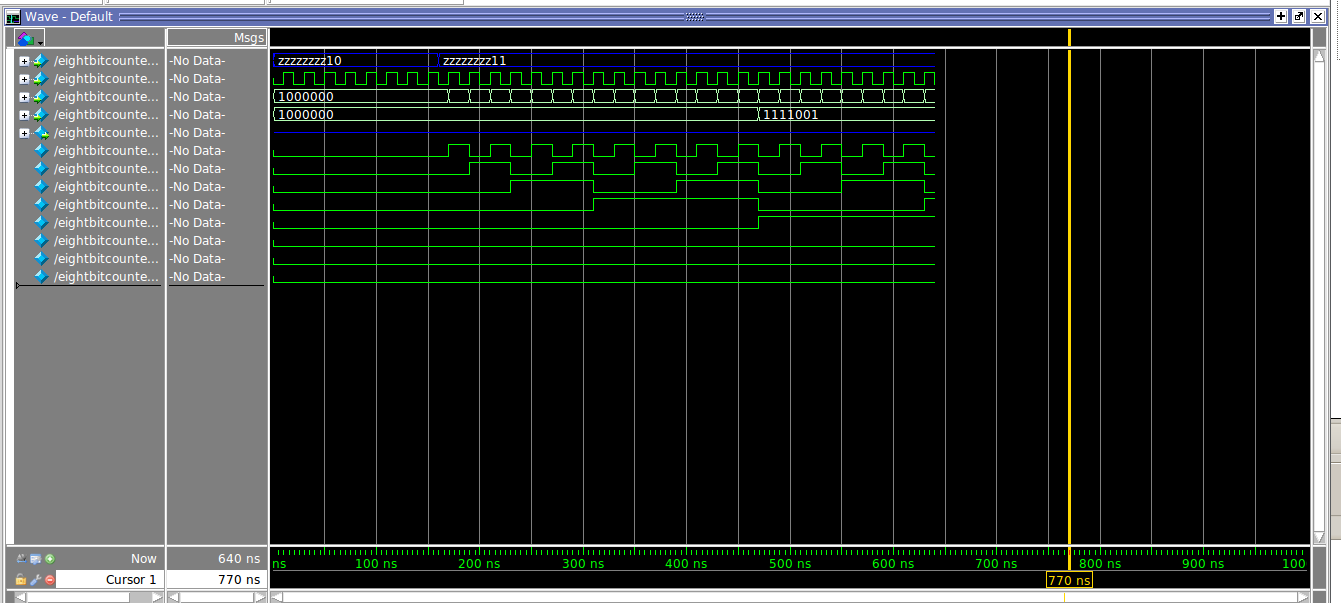 Wave - Default
Msgs
/eightbitcounte... -No Data- zzzzzzzz10 zzzzzzzz11
/eightbitcounte... -No Data-
/eightbitcounte... -No Data- 1000000
/eightbitcounte... -No Data- 1000000 1111001
/eightbitcounte... -No Data-
/eightbitcounte... -No Data-
/eightbitcounte... -No Data-
/eightbitcounte... -No Data-
/eightbitcounte... -No Data-
/eightbitcounte... -No Data-
/eightbitcounte... -No Data-
/eightbitcounte... -No Data-
/eightbitcounte... -No Data-
Now 640 ns ns 100 ns 200 ns 300 ns 400 ns 500 ns 600 ns 700 ns 800 ns 900 ns 100
Cursor 1 770 ns 770 ns